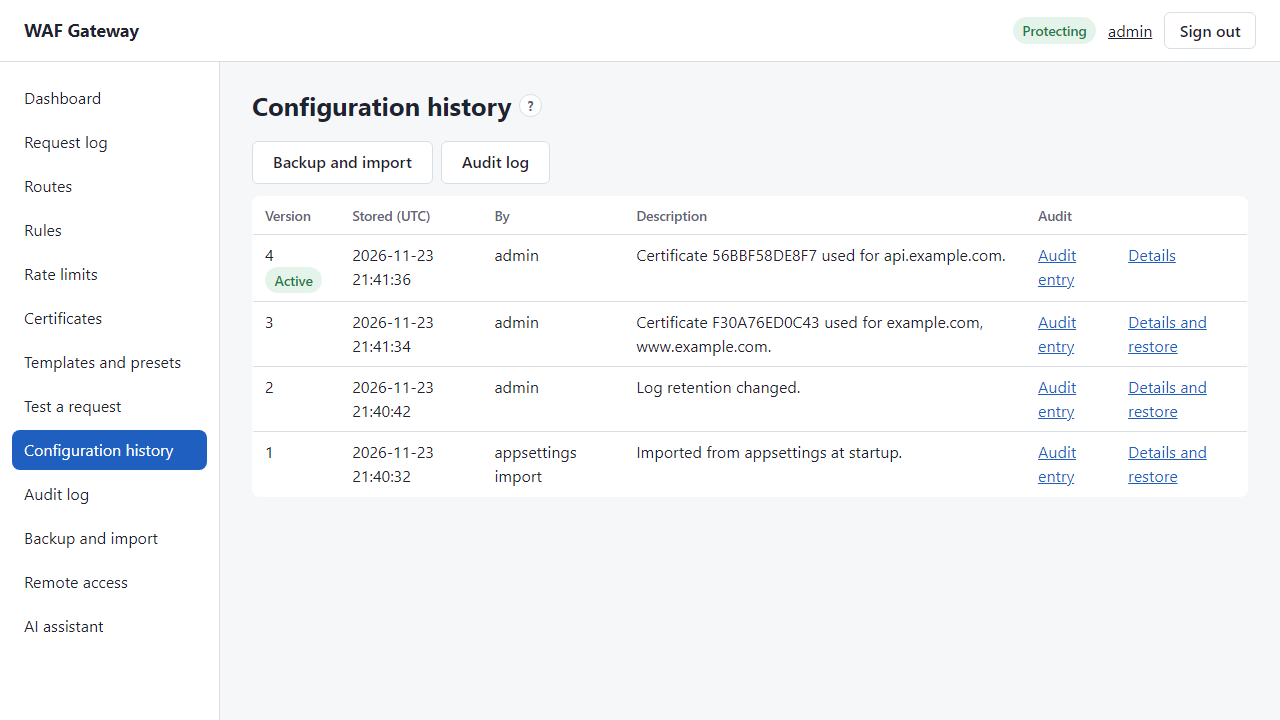 WAF Gateway
Protecting
admin
Sign out
Dashboard
Request log
Routes
Rules
Rate limits
Certificates
Templates and presets
Test a request
Configuration history
Audit log
Backup and import
Remote access
AI assistant
Configuration history ?
Backup and import
Audit log
Version Stored (UTC) By Description Audit
4 2026-11-23 admin Certificate 56BBF58DE8F7 used for api.example.com. Audit Details
Active 21:41:36 entry
3 2026-11-23 admin Certificate F30A76ED0C43 used for example.com, Audit Details and
21:41:34 www.example.com. entry restore
2 2026-11-23 admin Log retention changed. Audit Details and
21:40:42 entry restore
1 2026-11-23 appsettings Imported from appsettings at startup. Audit Details and
21:40:32 import entry restore